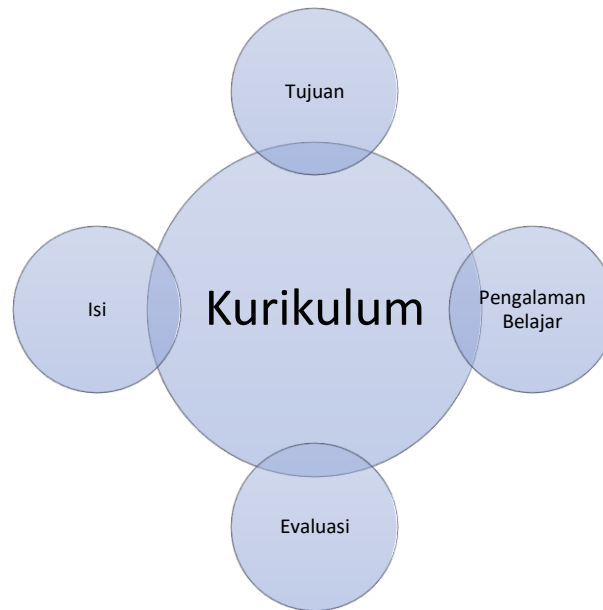 Tujuan
Isi
Kurikulum
Pengalaman
Belajar
Evaluasi